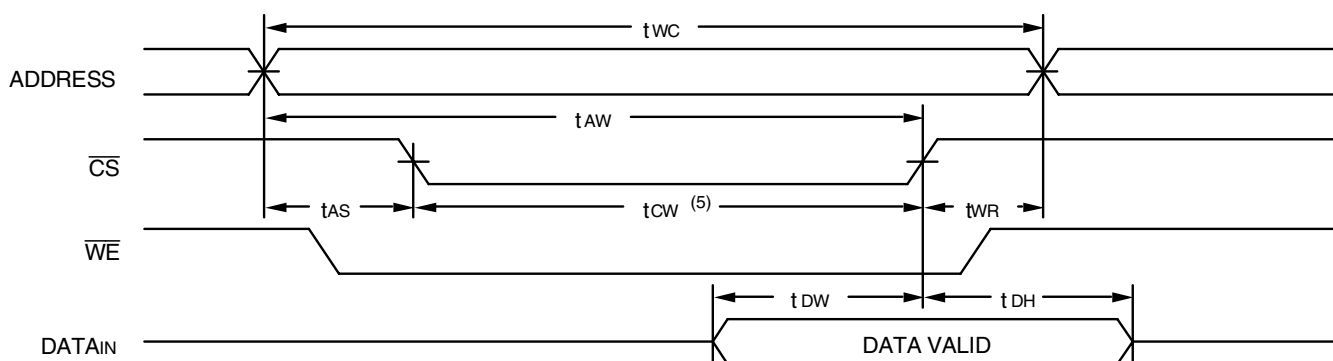 tWC
ADDRESS
tAW
CS
tAS
tCW (5)
tWR
WE
tDW
tDH
DATAIN
DATA VALID